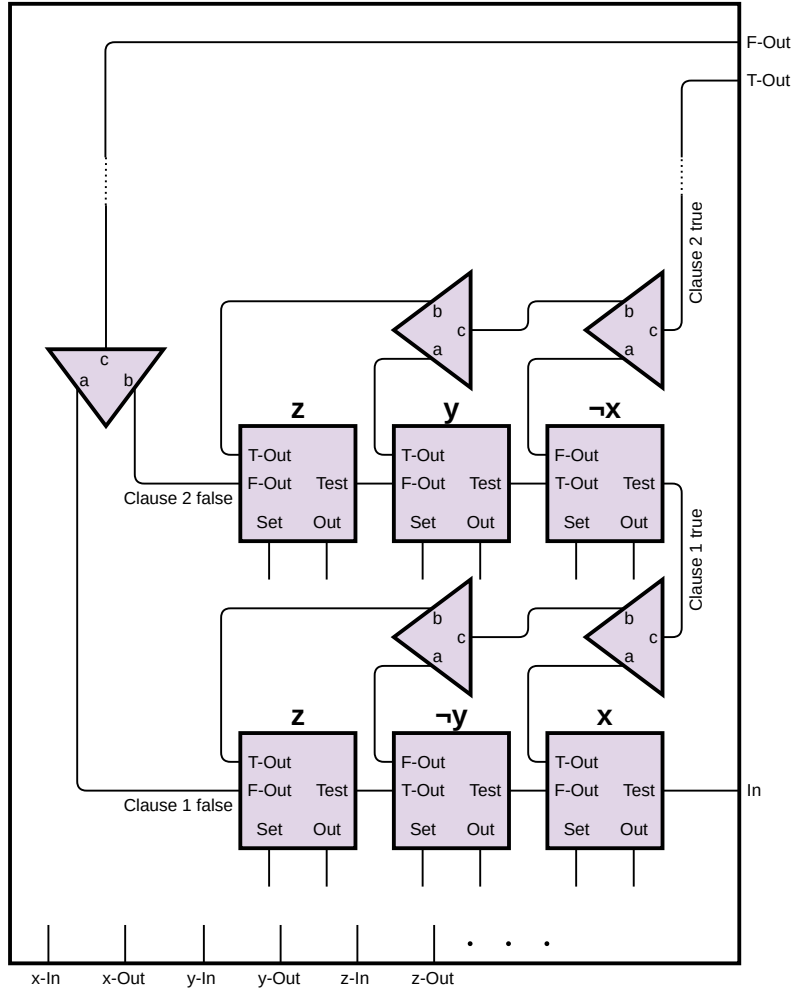 F-Out
T-Out
Clause 2 true
b
c
a
b
c
a
c
a
b
z
y
¬x
T-Out
F-Out
Test
Set
Out
T-Out
F-Out
Test
Set
Out
F-Out
T-Out
Test
Set
Out
Clause 2 false
Clause 1 true
b
c
a
b
c
a
z
¬y
x
T-Out
F-Out
Test
Set
Out
F-Out
T-Out
Test
Set
Out
T-Out
F-Out
Test
Set
Out
In
Clause 1 false
. . .
x-In
x-Out
y-In
y-Out
z-In
z-Out